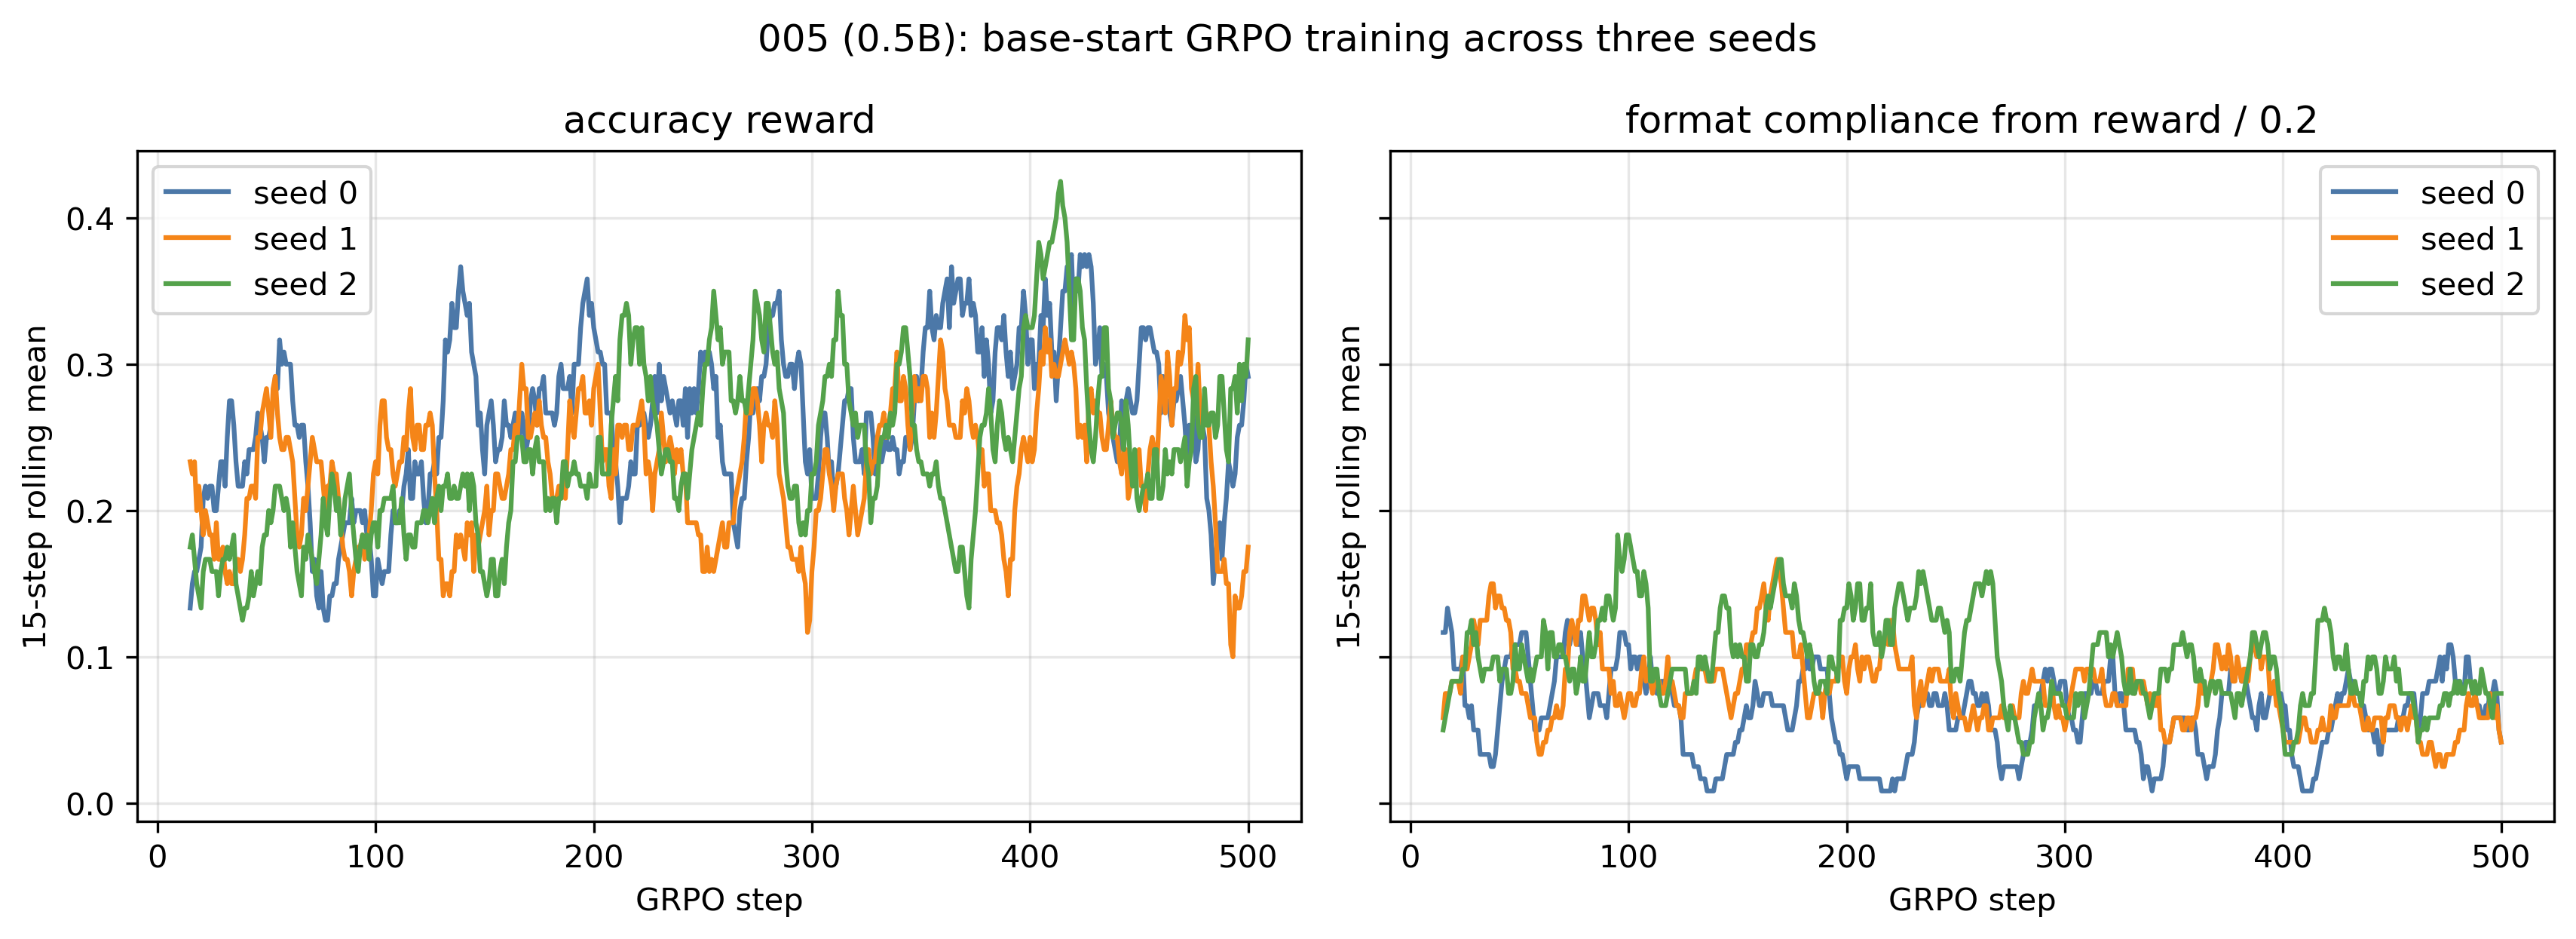 005 (0.5B): base-start GRPO training across three seeds
accuracy reward
seed 0
seed 1
seed 2
15-step rolling mean
0.4
0.3
0.2
0.1
0.0
0 100 200 300 400 500
GRPO step
format compliance from reward / 0.2
seed 0
seed 1
seed 2
15-step rolling mean
0 100 200 300 400 500
GRPO step